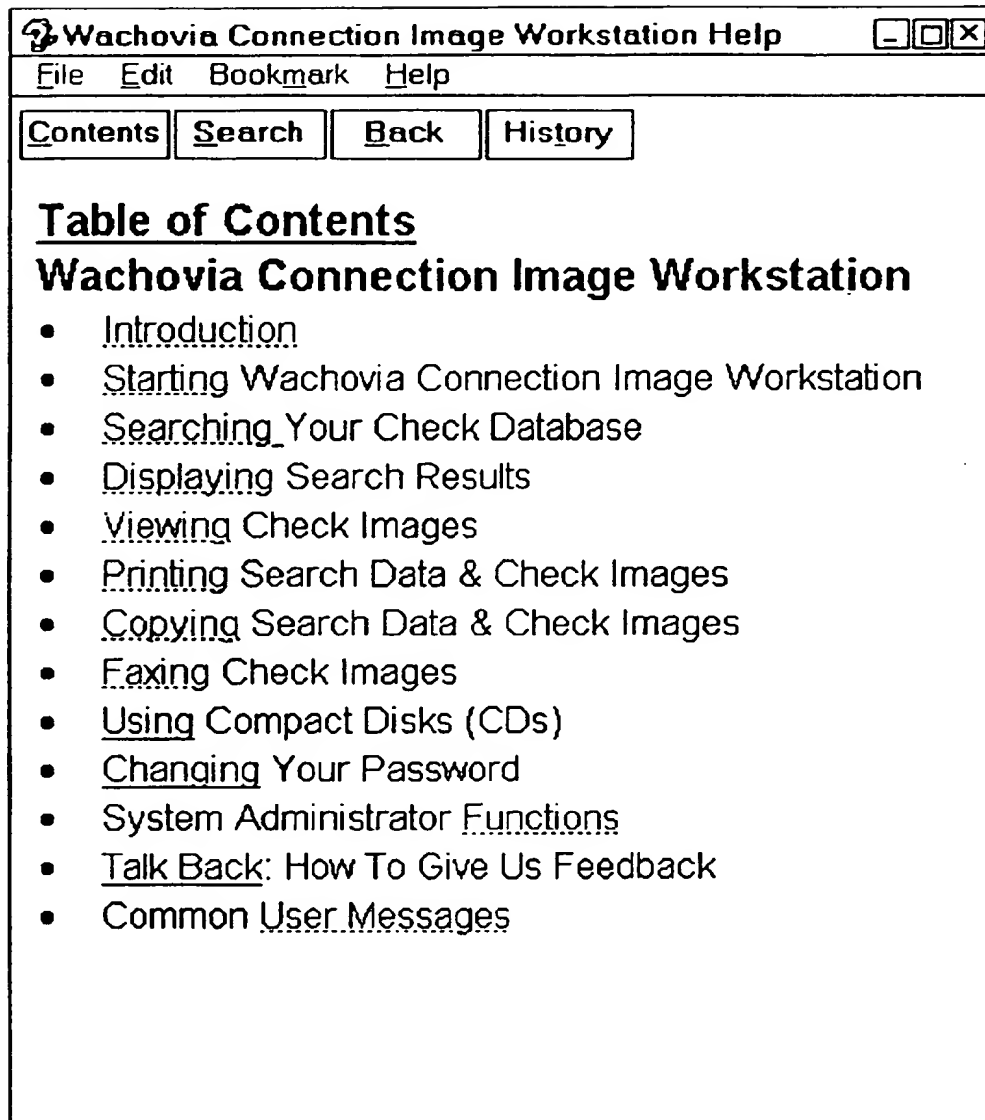 Wachovia Connection Image Workstation Help
File Edit Bookmark Help
Contents Search Back History
Table of Contents
Wachovia Connection Image Workstation
• Introduction
• Starting Wachovia Connection Image Workstation
• Searching Your Check Database
• Displaying Search Results
• Viewing Check Images
• Printing Search Data & Check Images
• Copying Search Data & Check Images
• Faxing Check Images
• Using Compact Disks (CDs)
• Changing Your Password
• System Administrator Functions
• Talk Back: How To Give Us Feedback
• Common User Messages